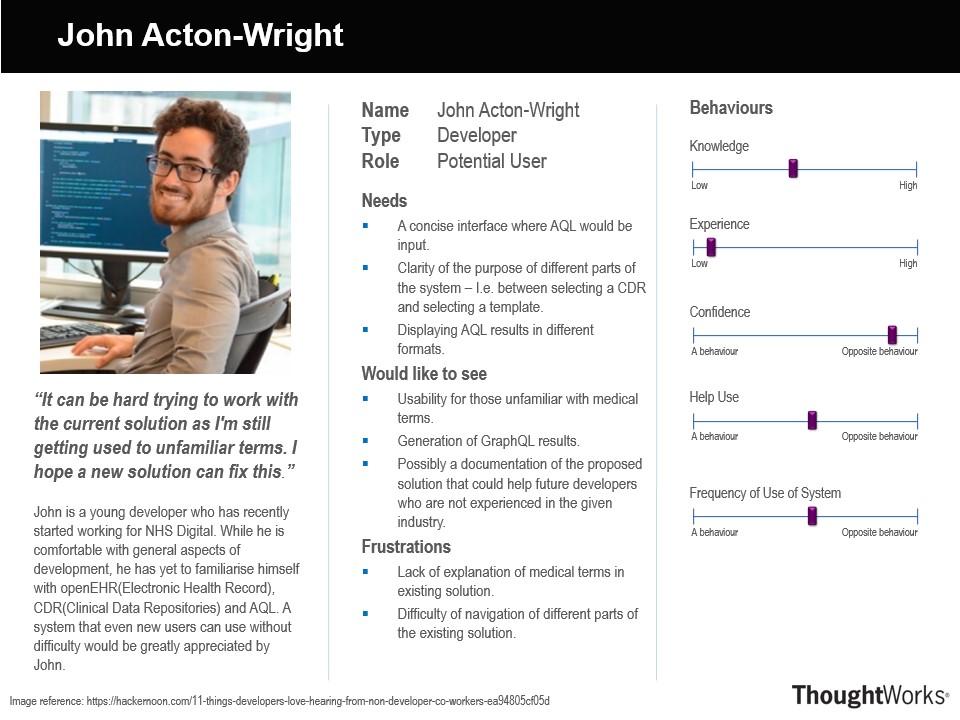 John Acton-Wright
“It can be hard trying to work with
the current solution as I'm still
getting used to unfamiliar terms. I
hope a new solution can fix this.”
John is a young developer who has recently
started working for NHS Digital. While he is
comfortable with general aspects of
development, he has yet to familiarise himself
with openEHR(Electronic Health Record),
CDR(Clinical Data Repositories) and AQL. A
system that even new users can use without
difficulty would be greatly appreciated by
John.
Name John Acton-Wright
Type Developer
Role Potential User
Needs
▪ A concise interface where AQL would be
input.
▪ Clarity of the purpose of different parts of
the system – I.e. between selecting a CDR
and selecting a template.
▪ Displaying AQL results in different
formats.
Would like to see
▪ Usability for those unfamiliar with medical
terms.
▪ Generation of GraphQL results.
▪ Possibly a documentation of the proposed
solution that could help future developers
who are not experienced in the given
industry.
Frustrations
▪ Lack of explanation of medical terms in
existing solution.
▪ Difficulty of navigation of different parts of
the existing solution.
Behaviours
Knowledge
Low High
Experience
Low High
Confidence
A behaviour Opposite behaviour
Help Use
A behaviour Opposite behaviour
Frequency of Use of System
A behaviour Opposite behaviour
Image reference: https://hackernoon.com/11-things-developers-love-hearing-from-non-developer-co-workers-ea94805cf05d
ThoughtWorks®